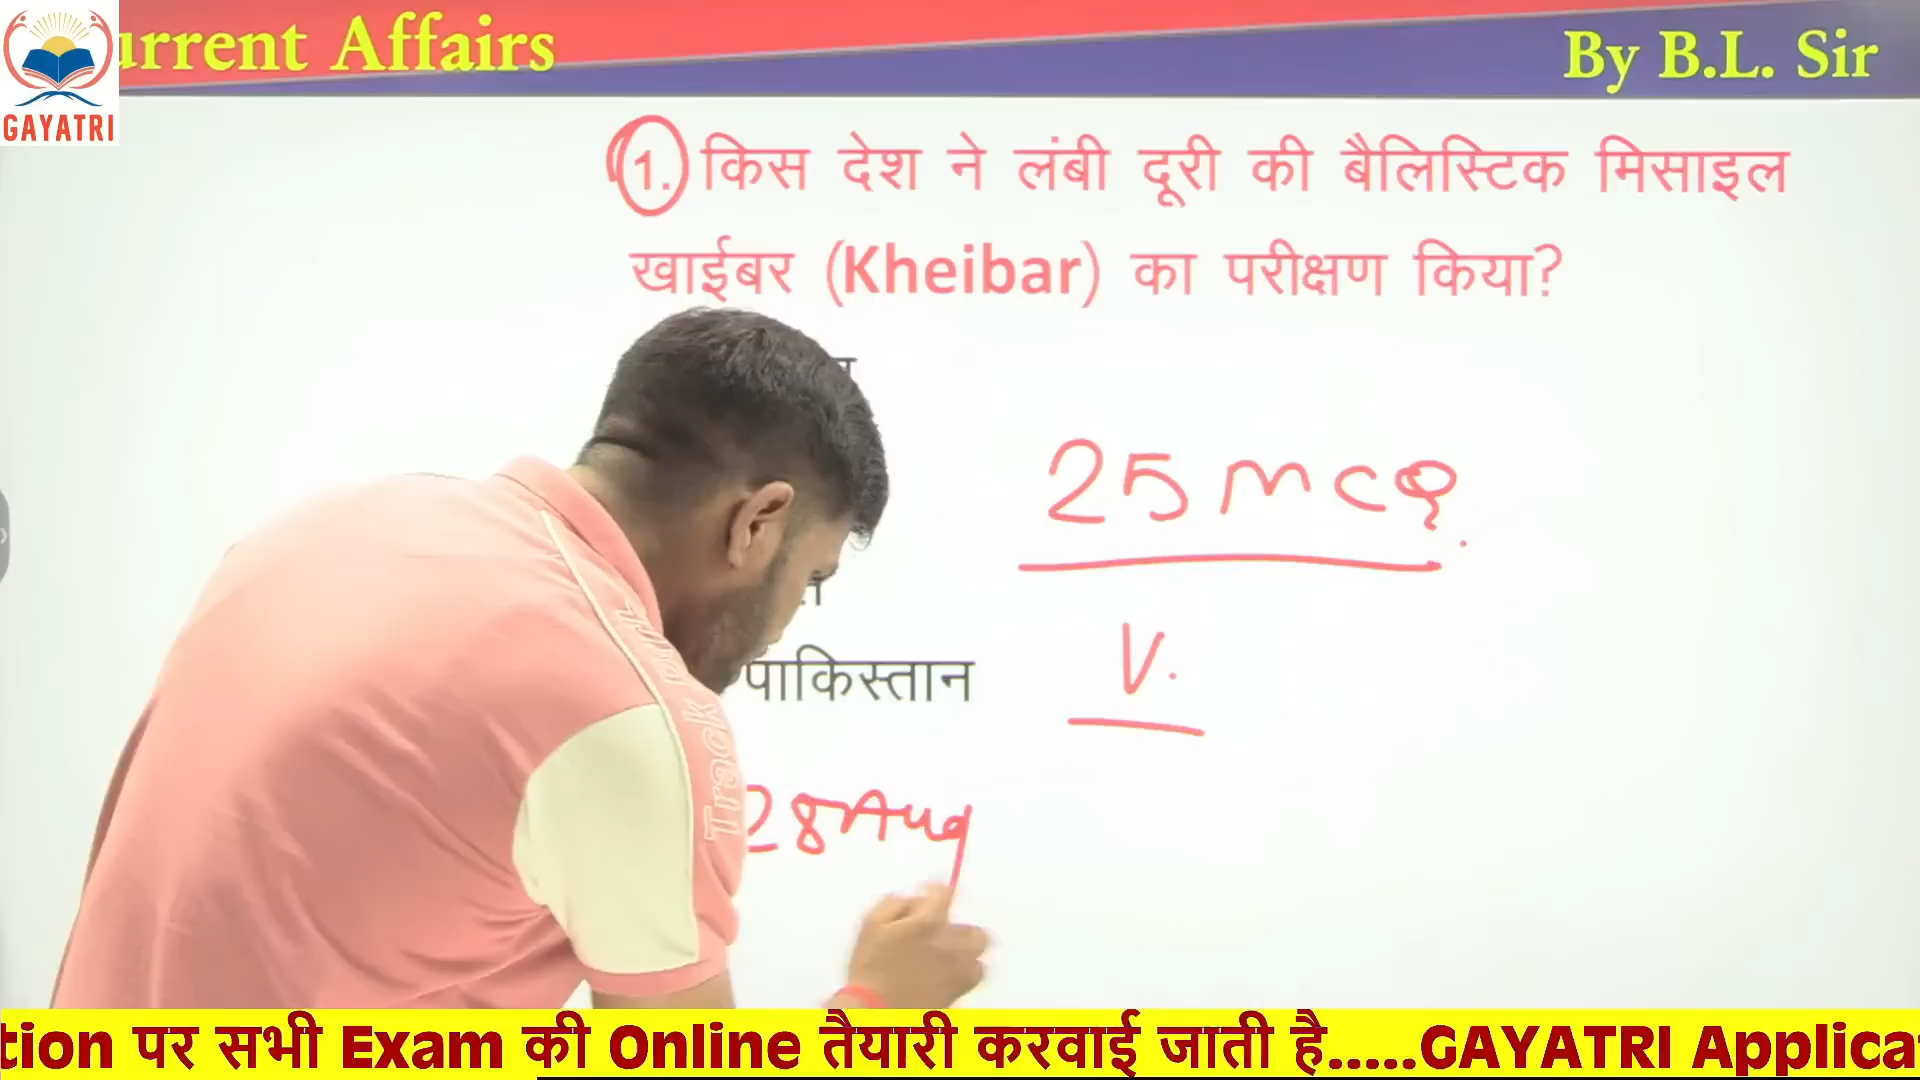 urrent Affairs
By B.L. Sir
GAYATRI
1. किस देश ने लंबी दूरी की बैलिस्टिक मिसाइल
खाईबर (Kheibar) का परीक्षण किया?
25 MCQ.
V.
पाकिस्तान
28 Aug
tion पर सभी Exam की Online तैयारी करवाई जाती है.....GAYATRI Applica